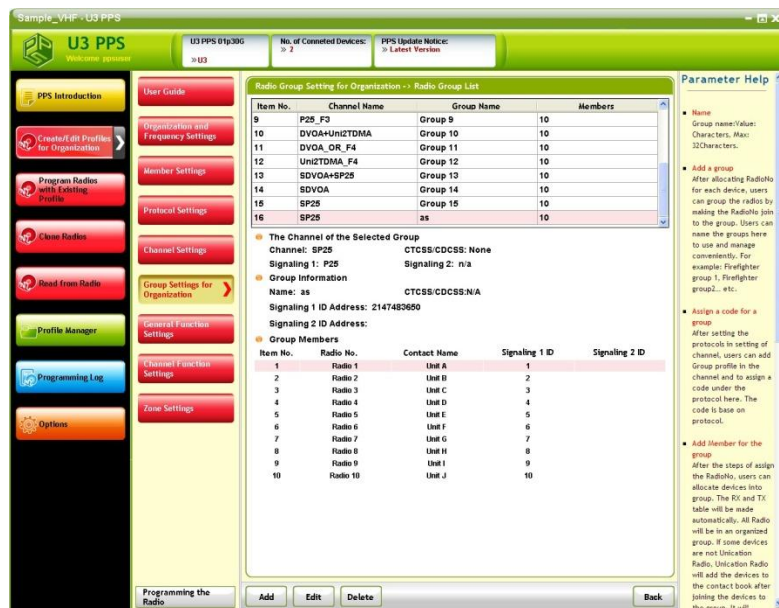 Sample_VHF - U3 PPS
U3 PPS
Welcome ppsuser
U3 PPS 01p30G
»U3
No. of Conneted Devices:
» 2
PPS Update Notice:
» Latest Version
PPS Introduction
Create/Edit Profiles
for Organization
Program Radios
with Existing
Profile
Clone Radios
Read from Radio
Profile Manager
Programming Log
Options
User Guide
Organization and
Frequency Settings
Member Settings
Protocol Settings
Channel Settings
Group Settings for
Organization
General Function
Settings
Channel Function
Settings
Zone Settings
Programming the
Radio
Radio Group Setting for Organization -> Radio Group List
Item No. Channel Name Group Name Members
9 P25_F3 Group 9 10
10 DVOA+Uni2TDMA Group 10 10
11 DVOA_OR_F4 Group 11 10
12 Uni2TDMA_F4 Group 12 10
13 SDVOA+SP25 Group 13 10
14 SDVOA Group 14 10
15 SP25 Group 15 10
16 SP25 as 10
The Channel of the Selected Group
Channel: SP25 CTCSS/CDCSS: None
Signaling 1: P25 Signaling 2: n/a
Group Information
Name: as CTCSS/CDCSS:N/A
Signaling 1 ID Address: 2147483650
Signaling 2 ID Address:
Group Members
Item No. Radio No. Contact Name Signaling 1 ID Signaling 2 ID
1 Radio 1 Unit A 1
2 Radio 2 Unit B 2
3 Radio 3 Unit C 3
4 Radio 4 Unit D 4
5 Radio 5 Unit E 5
6 Radio 6 Unit F 6
7 Radio 7 Unit G 7
8 Radio 8 Unit H 8
9 Radio 9 Unit I 9
10 Radio 10 Unit J 10
Add Edit Delete Back
Parameter Help
Name
Group name:Value:
Characters, Max:
32Characters.
Add a group
After allocating RadioNo
for each device, users
can group the radios by
making the RadioNo join
to the group. Users can
name the groups here
to use and manage
conveniently. For
example: Firefighter
group 1, Firefighter
group2... etc.
Assign a code for a
group
After setting the
protocols in setting of
channel, users can add
Group profile in the
channel and to assign a
code under the
protocol here. The
code is base on
protocol.
Add Member for the
group
After the steps of assign
the RadioNo, users can
allocate devices into
group. The RX and TX
table will be made
automatically. All Radio
will be in an organized
group. If some devices
are not Unication
Radio, Unication Radio
will add the devices to
the contact book after
joining the devices to
the group. It will